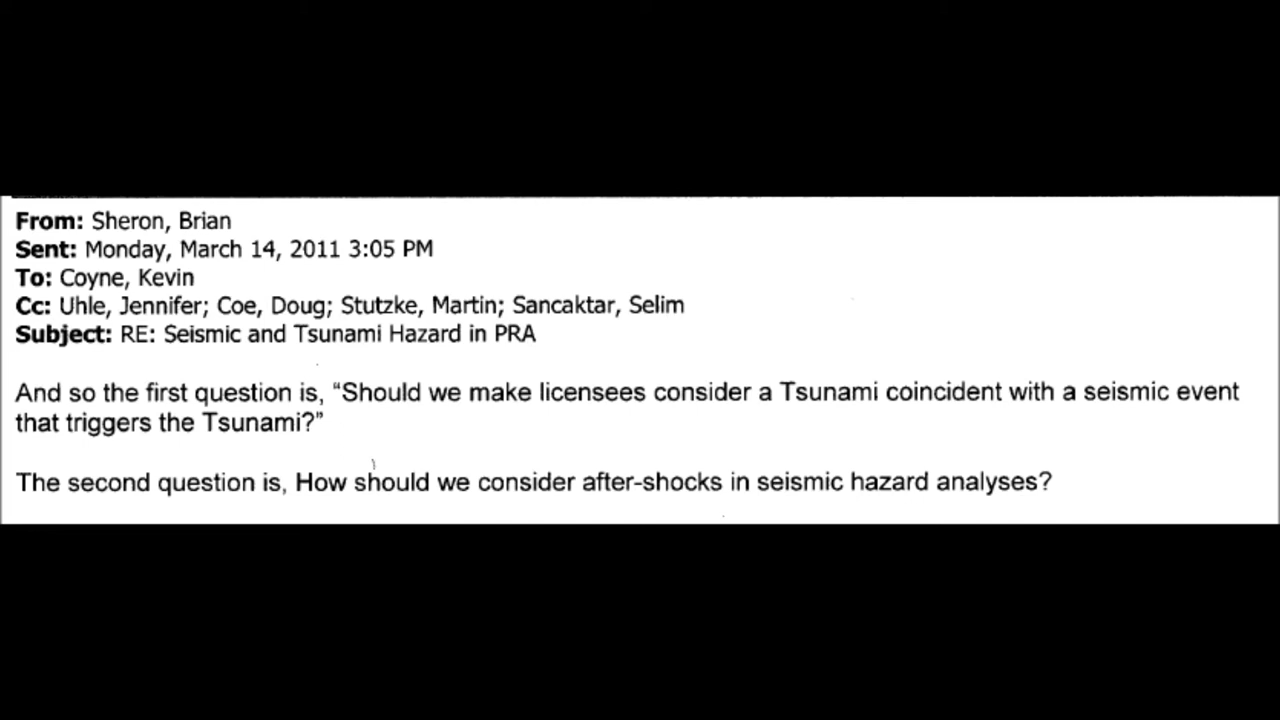 From: Sheron, Brian
Sent: Monday, March 14, 2011 3:05 PM
To: Coyne, Kevin
Cc: Uhle, Jennifer; Coe, Doug; Stutzke, Martin; Sancaktar, Selim
Subject: RE: Seismic and Tsunami Hazard in PRA
And so the first question is, “Should we make licensees consider a Tsunami coincident with a seismic event
that triggers the Tsunami?”
The second question is, How should we consider after-shocks in seismic hazard analyses?